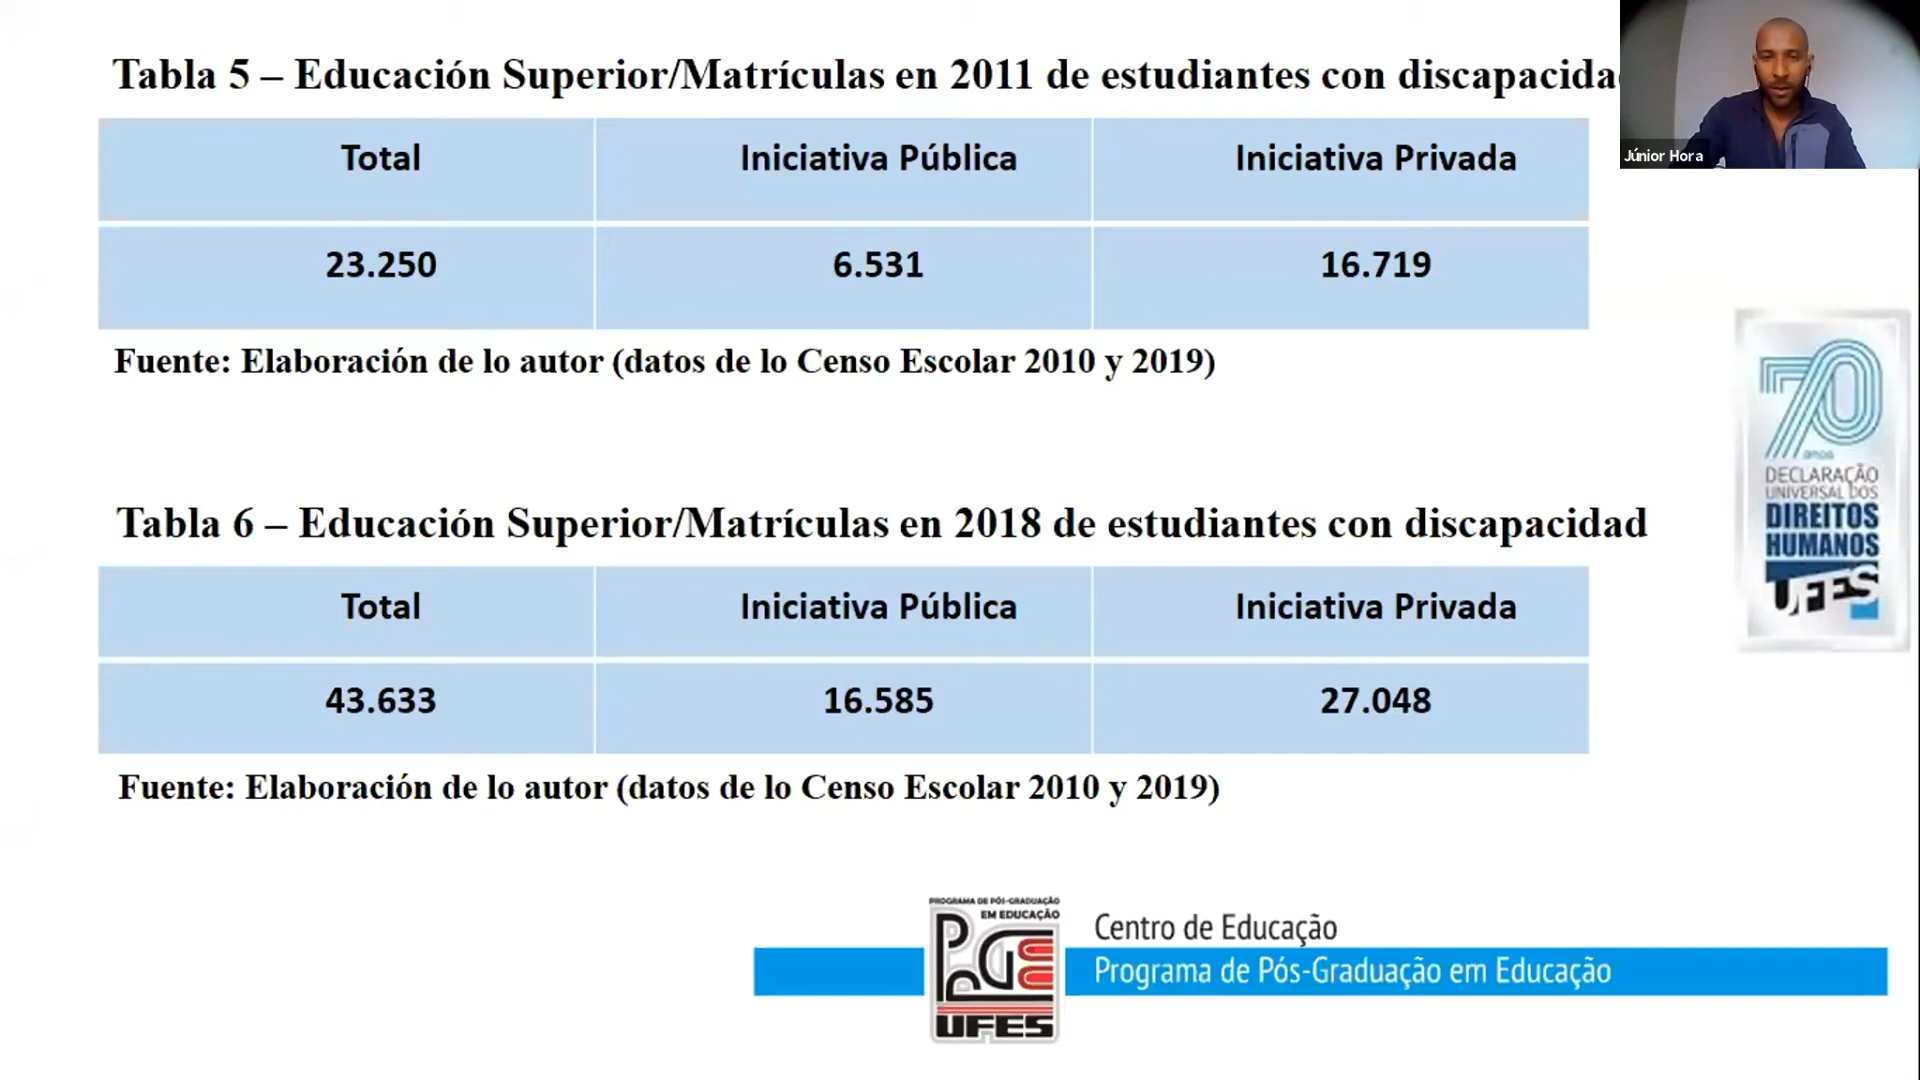 Tabla 5 – Educación Superior/Matrículas en 2011 de estudiantes con discapacida
Total Iniciativa Pública Iniciativa Privada
23.250 6.531 16.719
Fuente: Elaboración de lo autor (datos de lo Censo Escolar 2010 y 2019)
Júnior Hora
70
anos
DECLARAÇÃO
UNIVERSAL DOS
DIREITOS
HUMANOS
UFES
Tabla 6 – Educación Superior/Matrículas en 2018 de estudiantes con discapacidad
Total Iniciativa Pública Iniciativa Privada
43.633 16.585 27.048
Fuente: Elaboración de lo autor (datos de lo Censo Escolar 2010 y 2019)
PROGRAMA DE PÓS-GRADUAÇÃO
EM EDUCAÇÃO
PPGE
UFES
Centro de Educação
Programa de Pós-Graduação em Educação